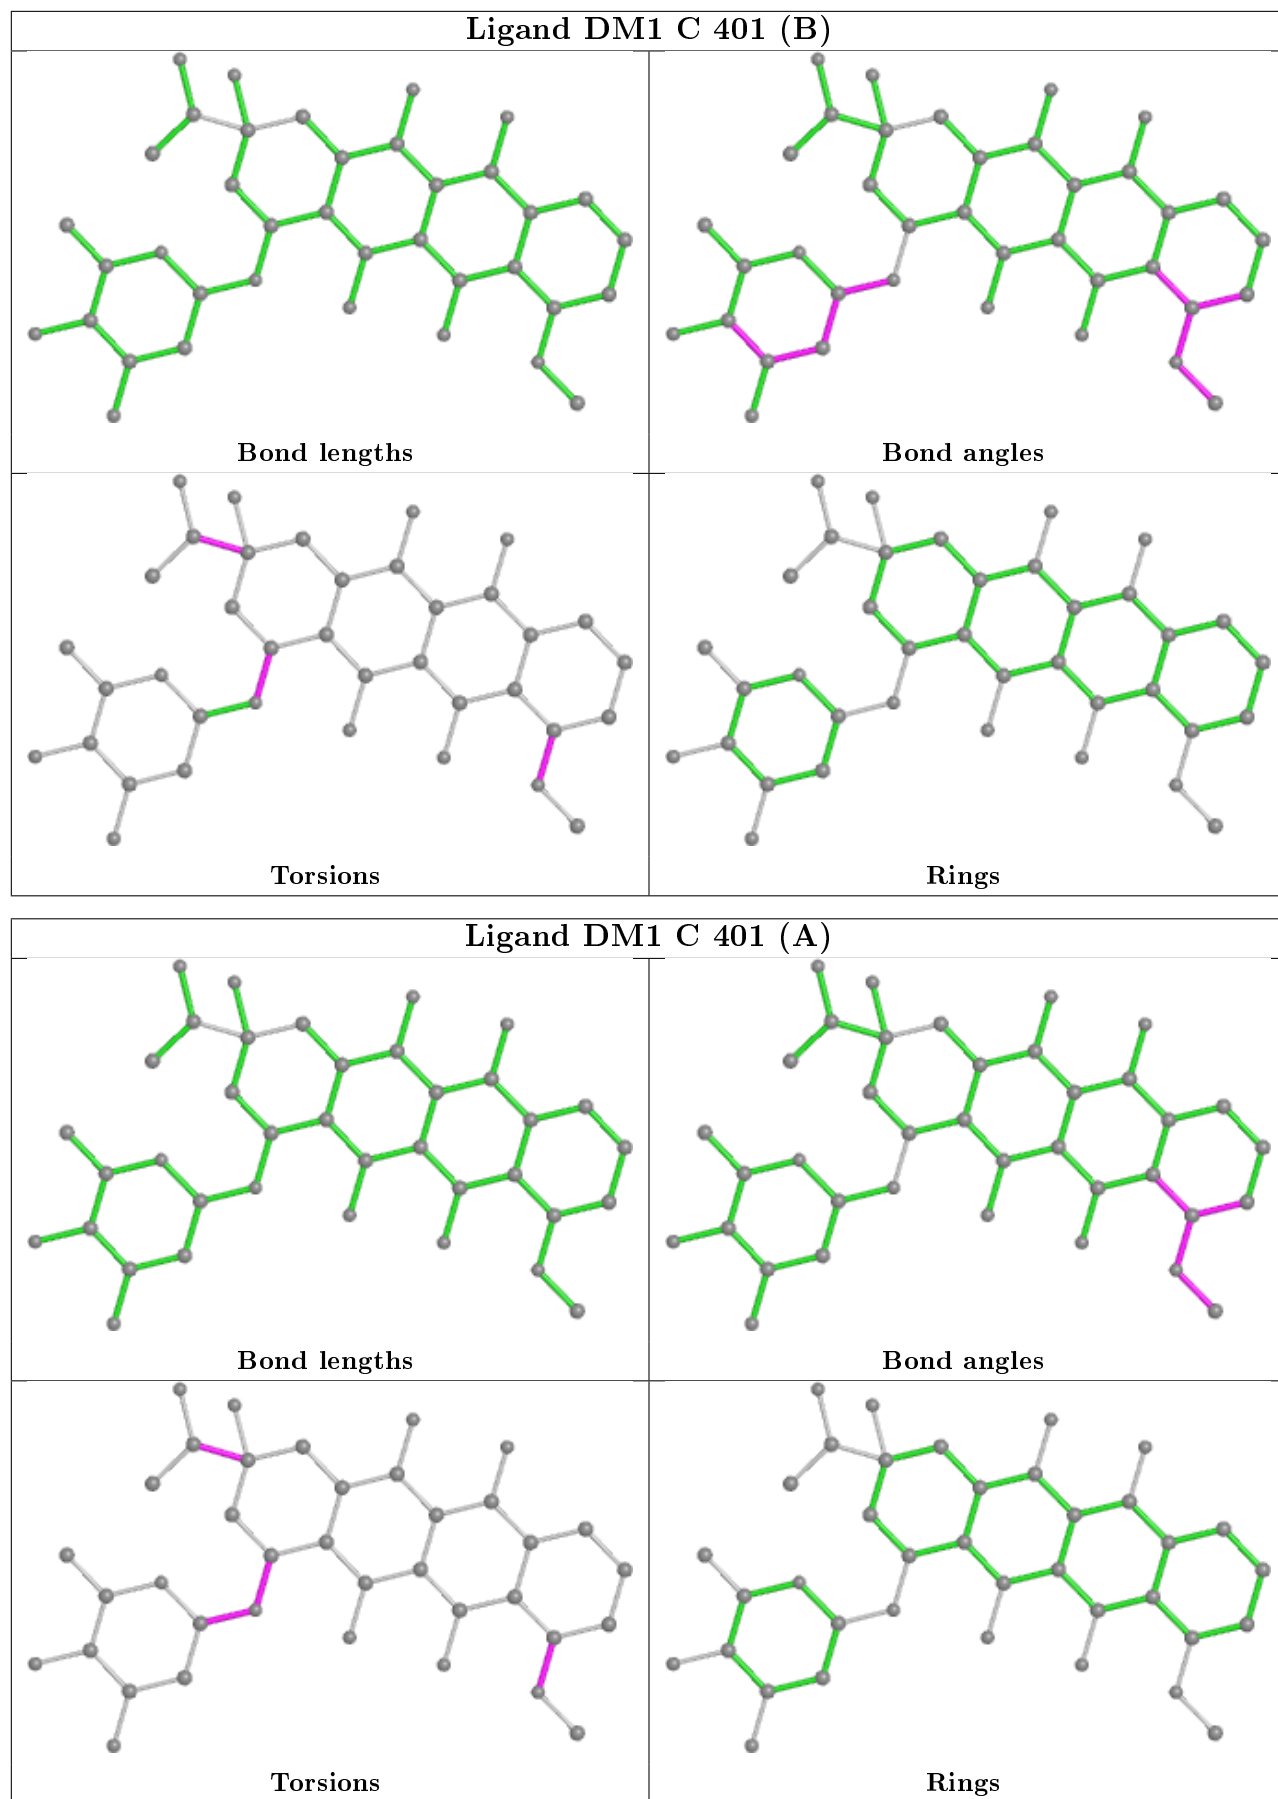 Ligand DM1 C 401 (B)
Bond lengths
Bond angles
Torsions
Rings
Ligand DM1 C 401 (A)
Bond lengths
Bond angles
Torsions
Rings